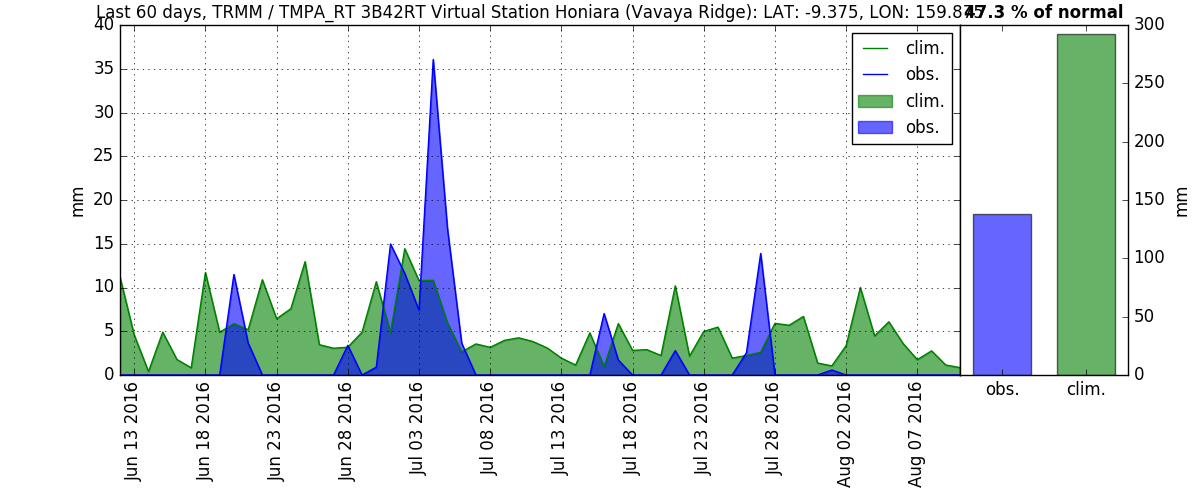 Last 60 days, TRMM / TMPA_RT 3B42RT Virtual Station Honiara (Vavaya Ridge): LAT: -9.375, LON: 159.875
47.3 % of normal
40
35
30
25
20
15
10
5
0
mm
clim.
obs.
clim.
obs.
Jun 13 2016
Jun 18 2016
Jun 23 2016
Jun 28 2016
Jul 03 2016
Jul 08 2016
Jul 13 2016
Jul 18 2016
Jul 23 2016
Jul 28 2016
Aug 02 2016
Aug 07 2016
300
250
200
150
100
50
0
mm
obs.
clim.